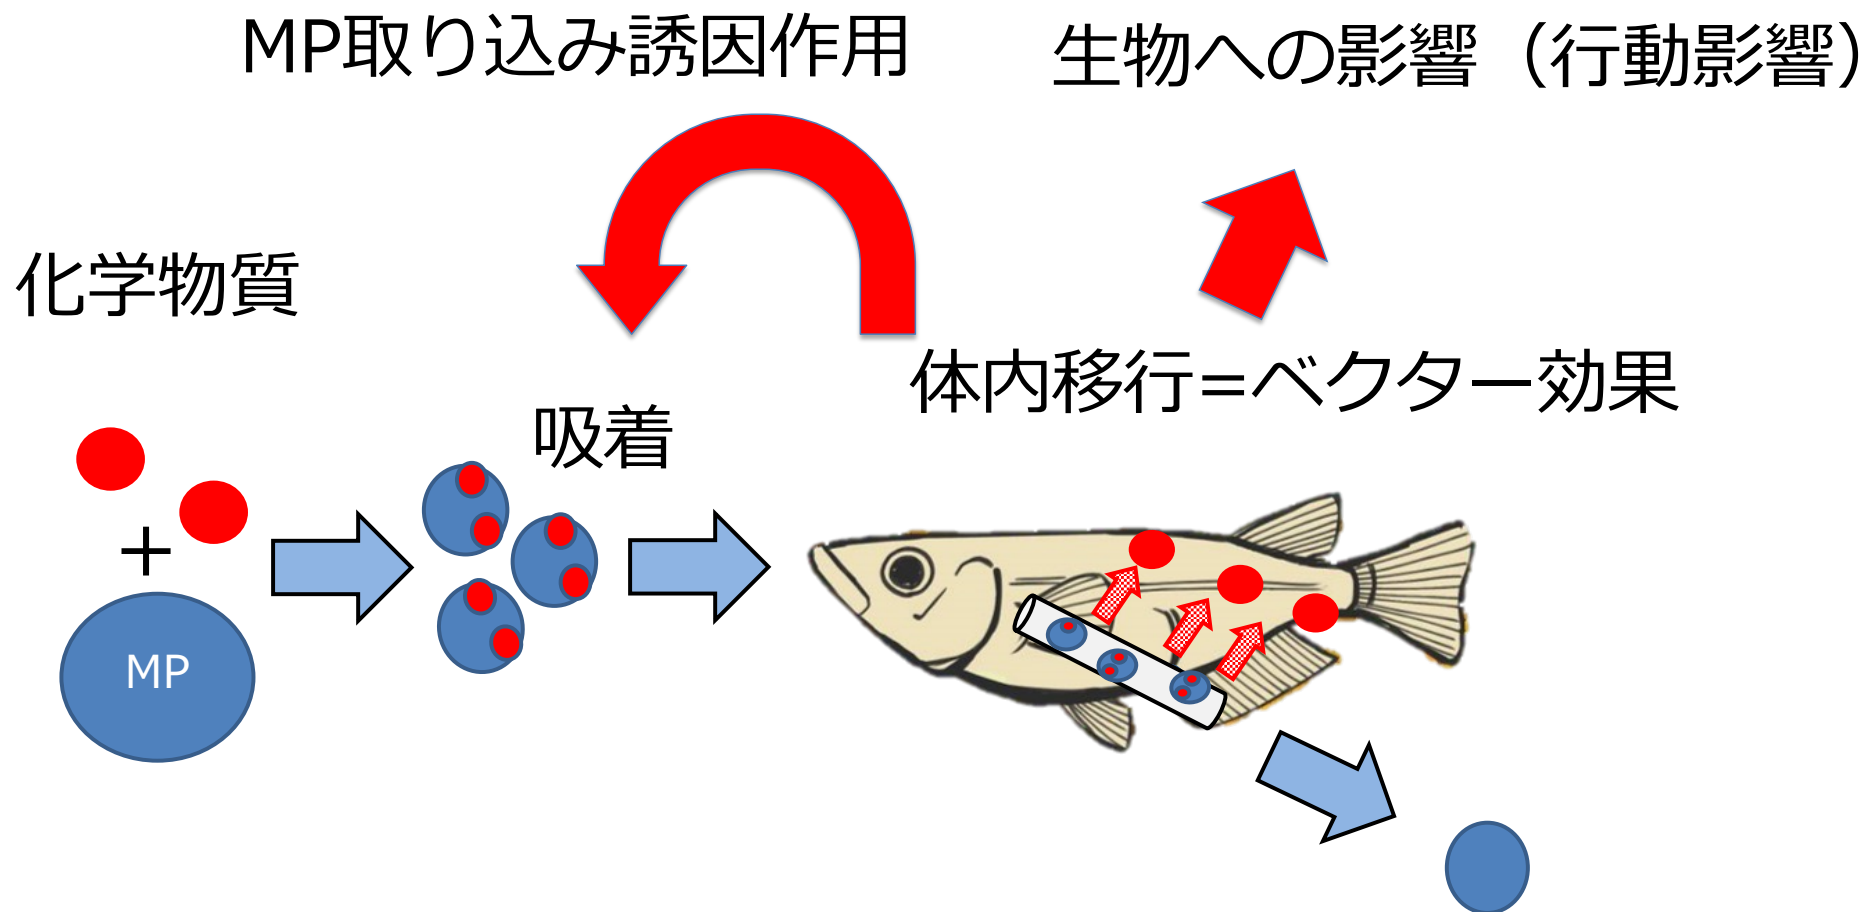 MP取り込み誘因作用
生物への影響（行動影響）
化学物質
体内移行=ベクター効果
吸着
+
MP